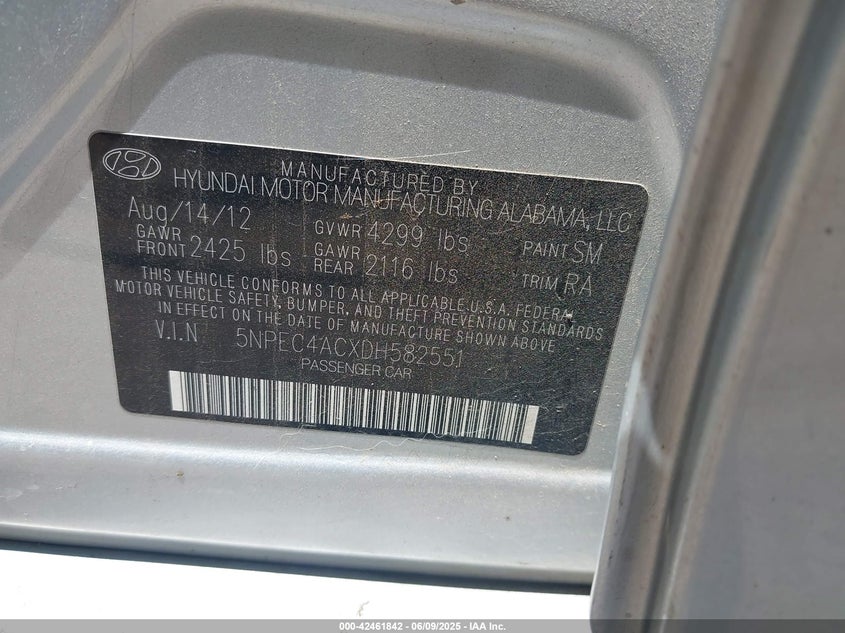 MANUFACTURED BY
HYUNDAI MOTOR MANUFACTURING ALABAMA, LLC
Aug/14/12 GVWR 4299 lbs PAINT SM
GAWR FRONT 2425 lbs GAWR REAR 2116 lbs TRIM RA
THIS VEHICLE CONFORMS TO ALL APPLICABLE U.S.A. FEDERAL
MOTOR VEHICLE SAFETY, BUMPER, AND THEFT PREVENTION STANDARDS
IN EFFECT ON THE DATE OF MANUFACTURE SHOWN ABOVE.
V.I.N 5NPEC4ACXDH582551
PASSENGER CAR
000-42461842 / 06/09/2025 - IAA Inc.